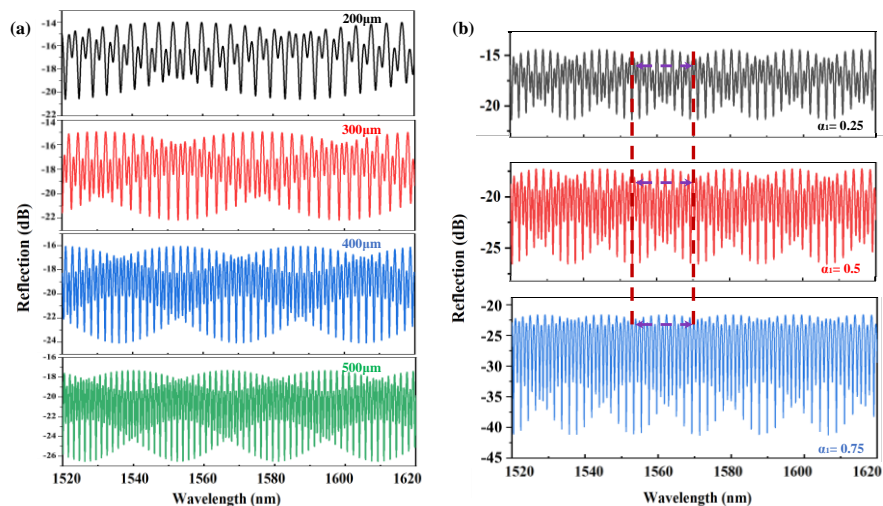 (a)
200μm
-14
-16
-18
-20
-22
300μm
-16
-18
-20
-22
400μm
-16
-18
-20
-22
-24
500μm
-16
-18
-20
-22
-24
-26
1520 1540 1560 1580 1600 1620
Wavelength (nm)
Reflection (dB)
(b)
-15
-20
α₁= 0.25
-20
-25
α₁= 0.5
-20
-25
-30
-35
-40
-45
α₁= 0.75
1520 1540 1560 1580 1600 1620
Wavelength (nm)
Reflection (dB)